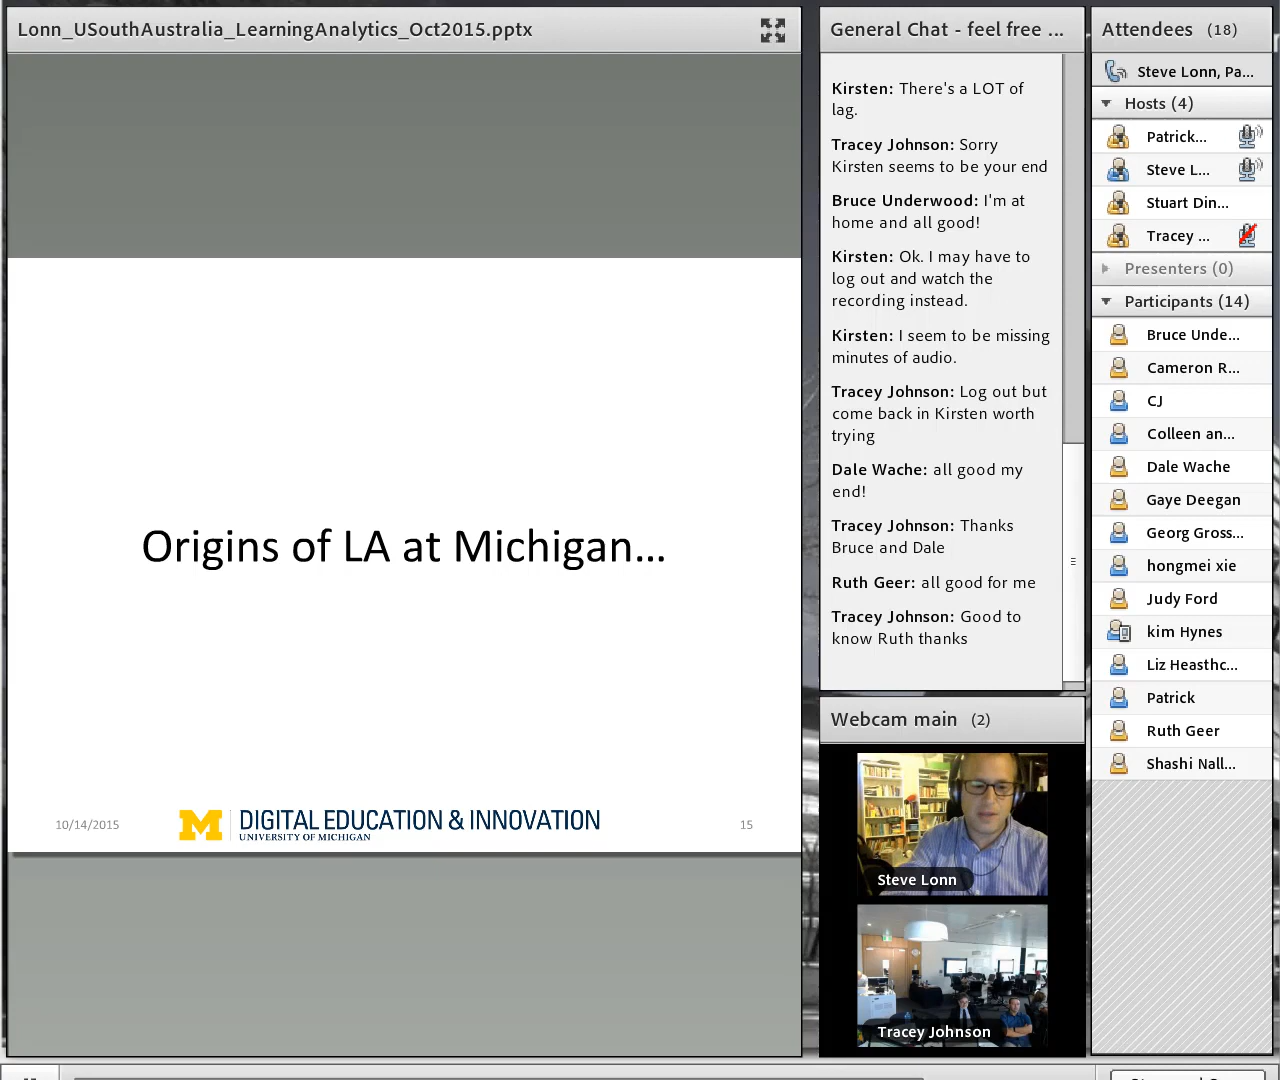 Lonn_USouthAustralia_LearningAnalytics_Oct2015.pptx
Origins of LA at Michigan...
10/14/2015
M
DIGITAL EDUCATION & INNOVATION
UNIVERSITY OF MICHIGAN
15
General Chat - feel free ...
Kirsten: There's a LOT of
lag.
Tracey Johnson: Sorry
Kirsten seems to be your end
Bruce Underwood: I'm at
home and all good!
Kirsten: Ok. I may have to
log out and watch the
recording instead.
Kirsten: I seem to be missing
minutes of audio.
Tracey Johnson: Log out but
come back in Kirsten worth
trying
Dale Wache: all good my
end!
Tracey Johnson: Thanks
Bruce and Dale
Ruth Geer: all good for me
Tracey Johnson: Good to
know Ruth thanks
Webcam main (2)
Steve Lonn
Tracey Johnson
Attendees (18)
Steve Lonn, Pa...
Hosts (4)
Patrick...
Steve L...
Stuart Din...
Tracey ...
Presenters (0)
Participants (14)
Bruce Unde...
Cameron R...
CJ
Colleen an...
Dale Wache
Gaye Deegan
Georg Gross...
hongmei xie
Judy Ford
kim Hynes
Liz Heasthc...
Patrick
Ruth Geer
Shashi Nall...